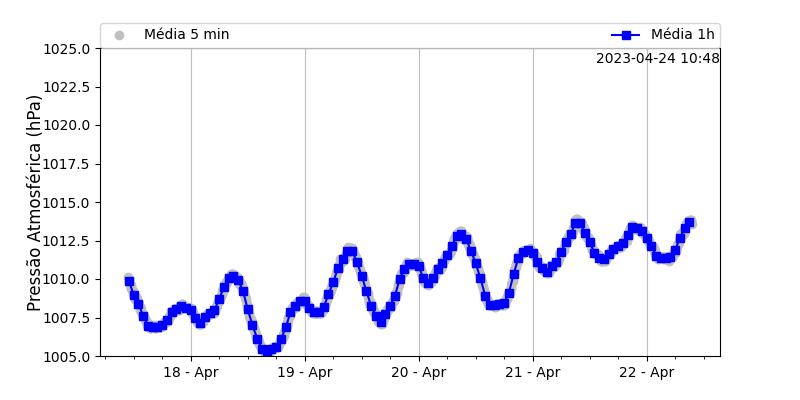 Média 5 min
Média 1h
2023-04-24 10:48
Pressão Atmosférica (hPa)
1025.0
1022.5
1020.0
1017.5
1015.0
1012.5
1010.0
1007.5
1005.0
18 - Apr
19 - Apr
20 - Apr
21 - Apr
22 - Apr